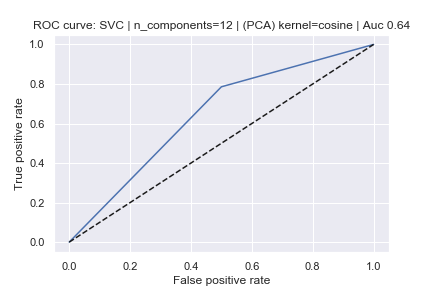 ROC curve: SVC | n_components=12 | (PCA) kernel=cosine | Auc 0.64
1.0
0.8
0.6
0.4
0.2
0.0
True positive rate
0.0 0.2 0.4 0.6 0.8 1.0
False positive rate